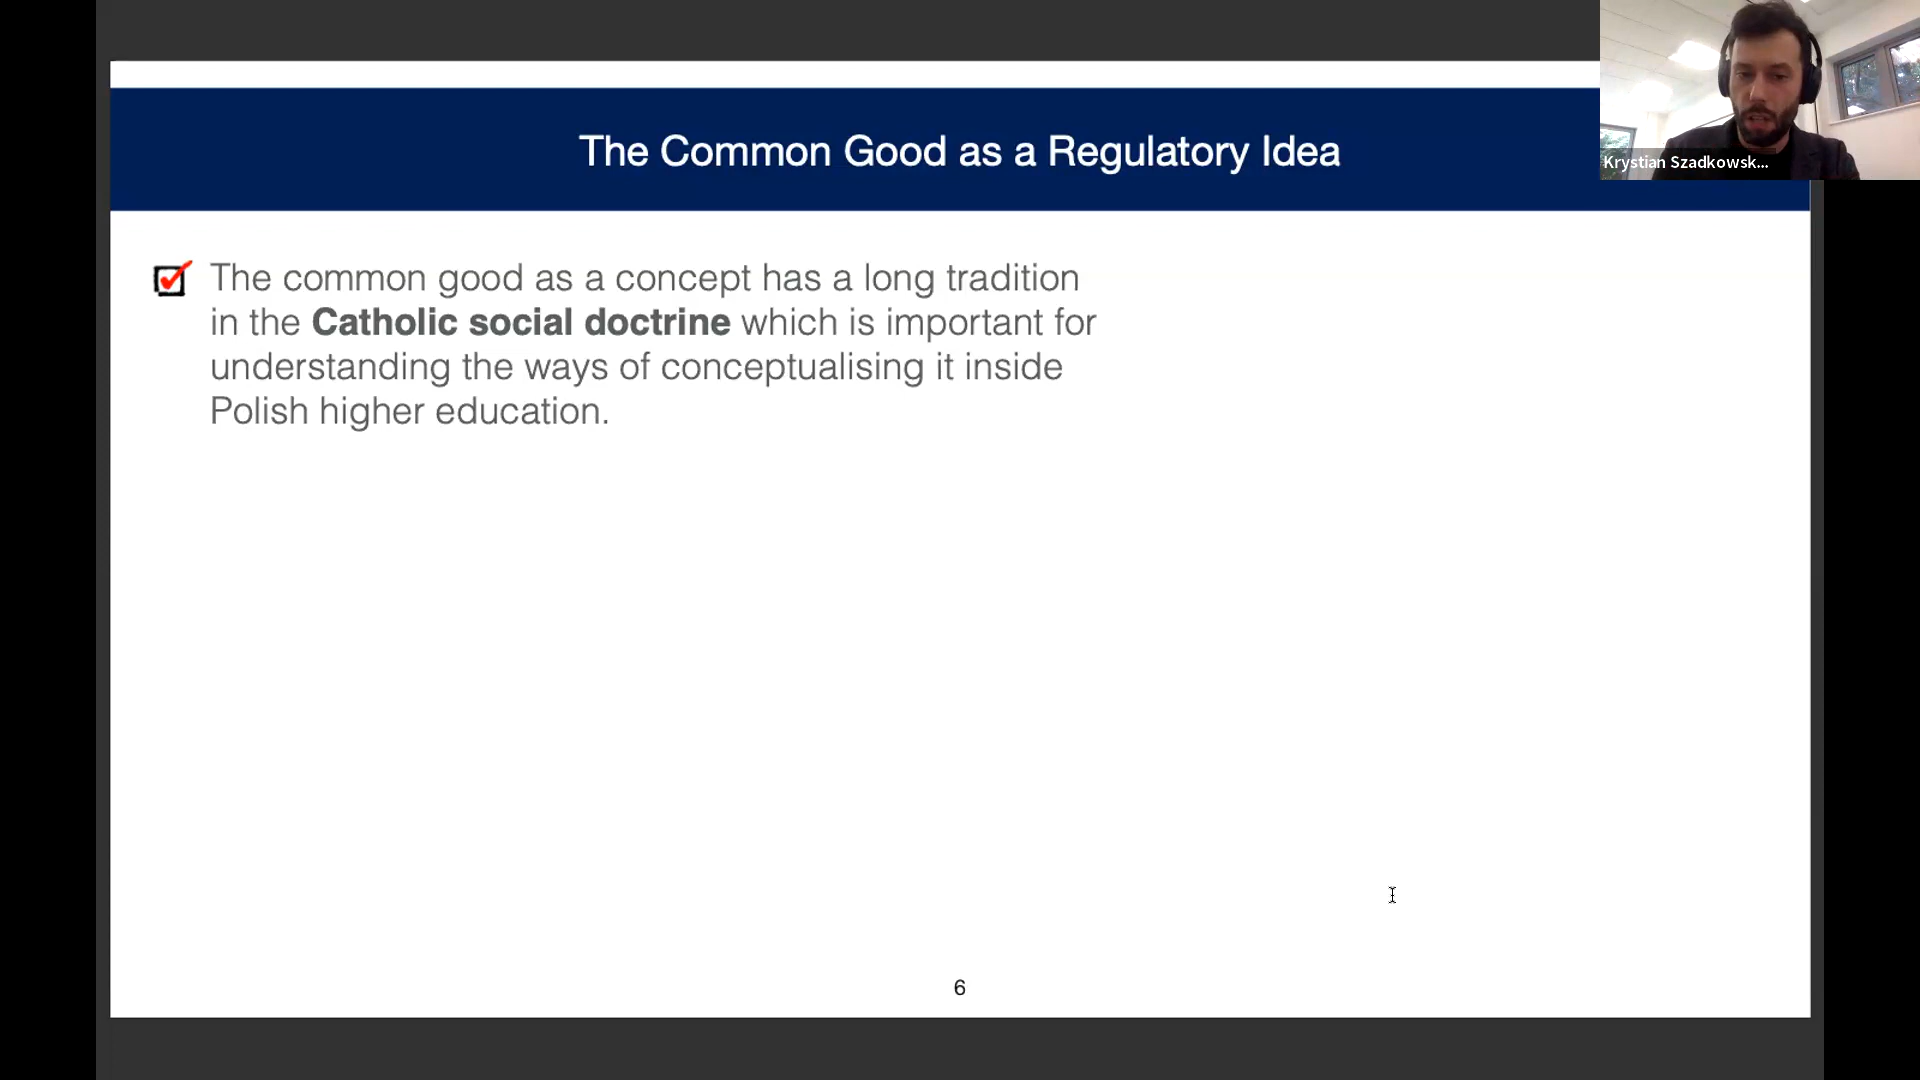 The Common Good as a Regulatory Idea
Krystian Szadkowsk...
The common good as a concept has a long tradition
in the Catholic social doctrine which is important for
understanding the ways of conceptualising it inside
Polish higher education.
6